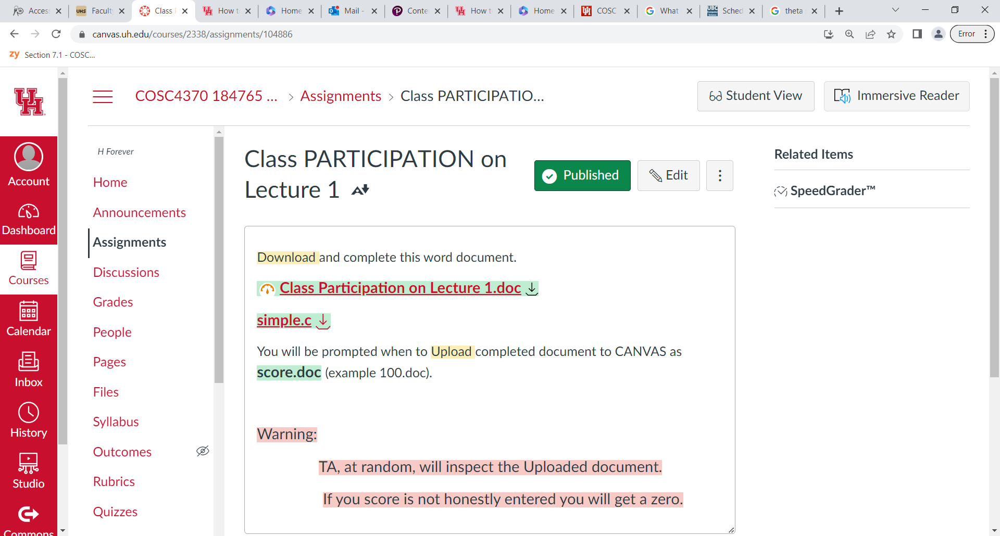 Access
UHS Faculty
Class P
How to
Home
Mail -
Conte
How to
Home
COSC
What
UBC Sched
theta
canvas.uh.edu/courses/2338/assignments/104886
Error
zy Section 7.1 - COSC...
COSC4370 184765 ... > Assignments > Class PARTICIPATIO...
Student View
Immersive Reader
Account
Dashboard
Courses
Calendar
Inbox
History
Studio
Commons
H Forever
Home
Announcements
Assignments
Discussions
Grades
People
Pages
Files
Syllabus
Outcomes
Rubrics
Quizzes
Class PARTICIPATION on
Lecture 1
Published
Edit
Download and complete this word document.
Class Participation on Lecture 1.doc
simple.c
You will be prompted when to Upload completed document to CANVAS as
score.doc (example 100.doc).
Warning:
TA, at random, will inspect the Uploaded document.
If you score is not honestly entered you will get a zero.
Related Items
SpeedGrader™